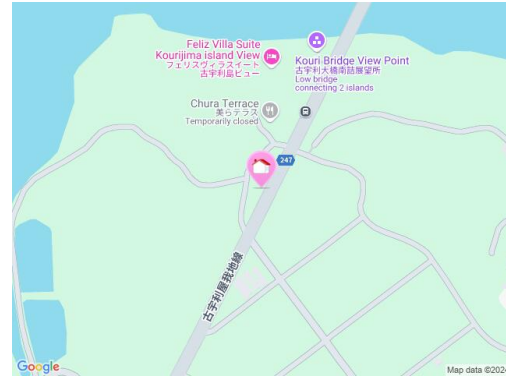 Feliz Villa Suite
Kourijima island View
フェリスヴィラスイート
古宇利島ビュー
Kouri Bridge View Point
古宇利大橋南詰展望所
Low bridge
connecting 2 islands
Chura Terrace
美らテラス
Temporarily closed
247
古宇利屋我地線
Google
Map data ©2024